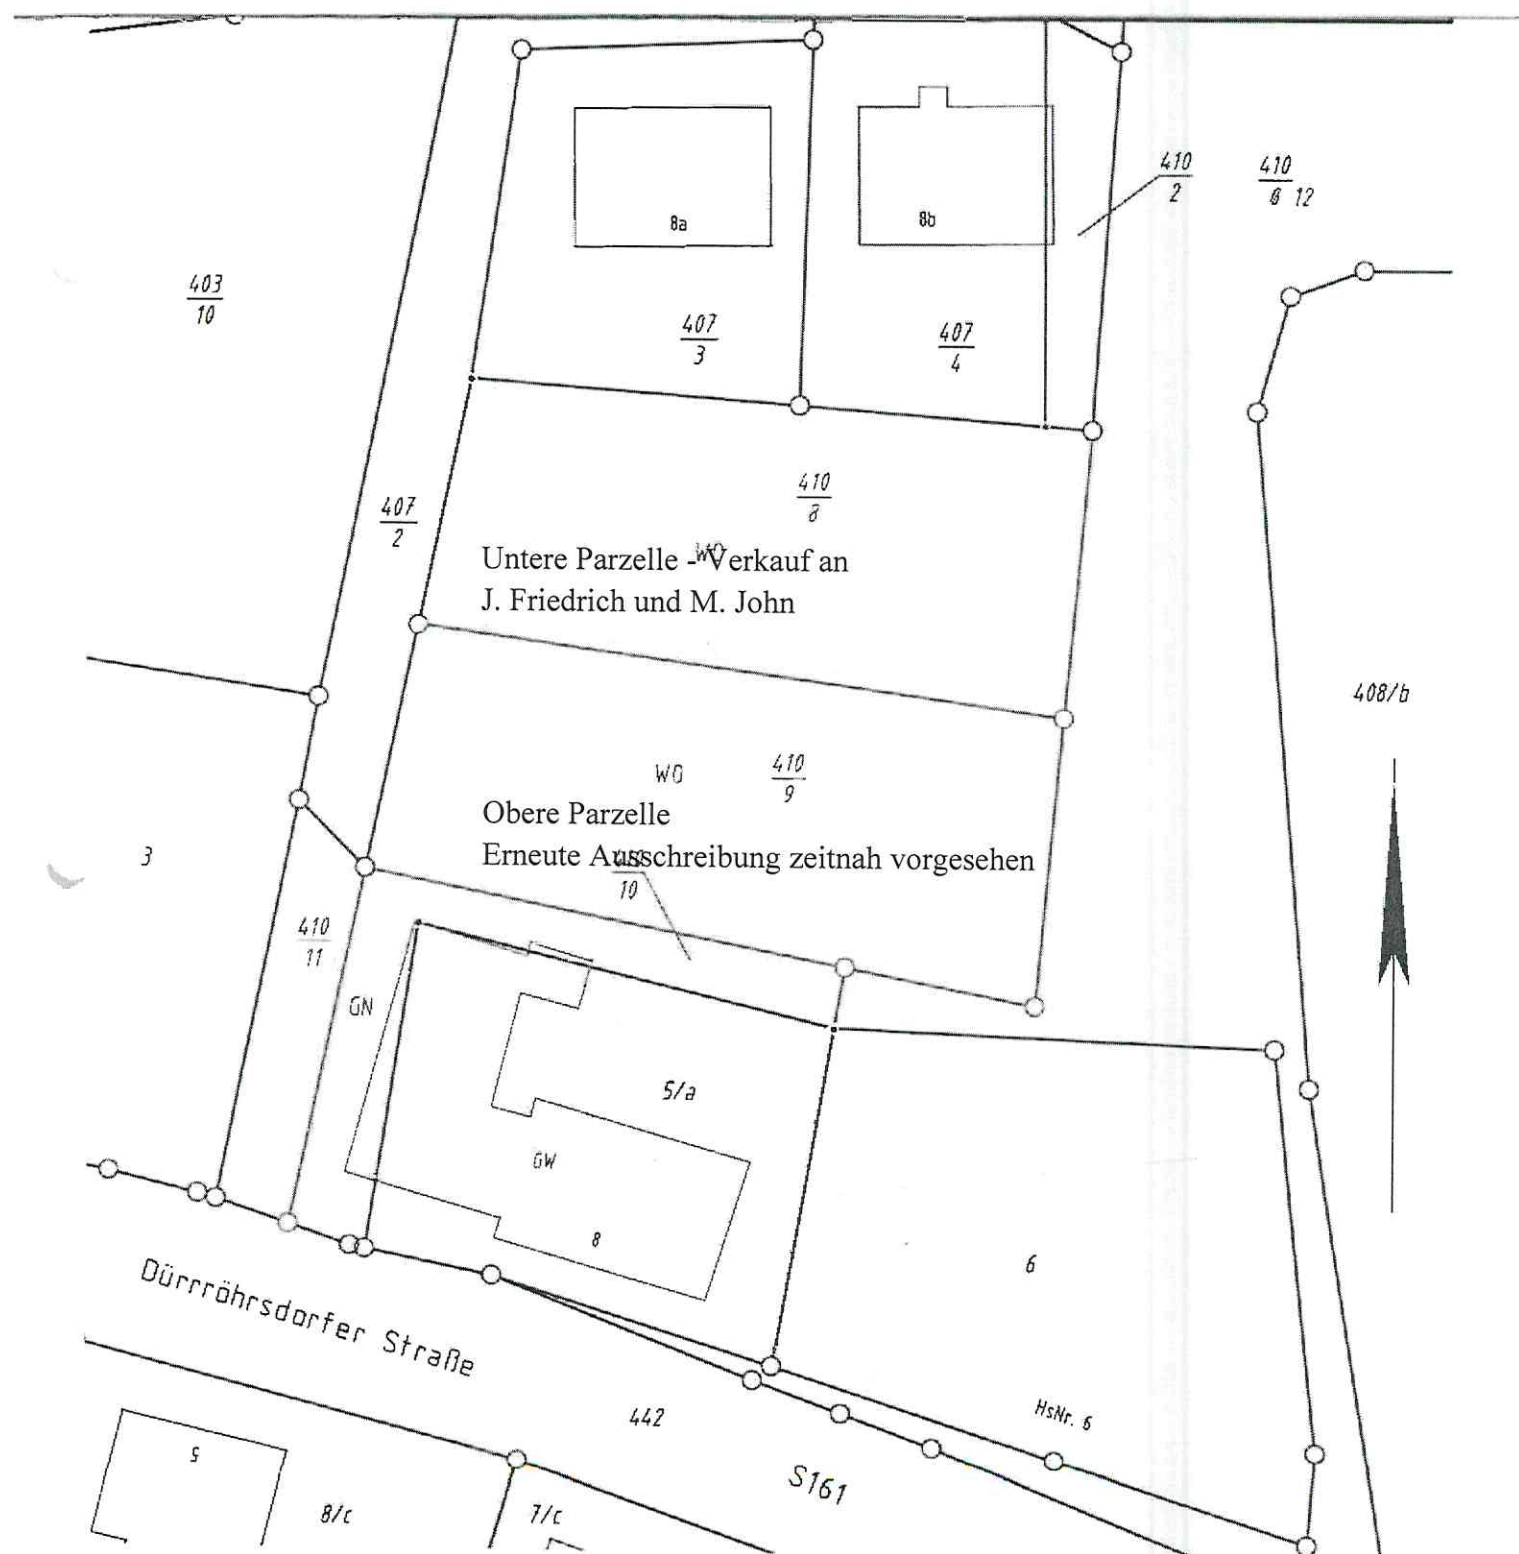 410
2
410
12
8a
8b
403
10
407
3
407
4
410
8
407
2
WO
Untere Parzelle - Verkauf an
J. Friedrich und M. John
408/b
WO
410
9
Obere Parzelle
Erneute Ausschreibung zeitnah vorgesehen
3
10
410
11
GN
5/a
GW
8
6
Dürrröhrsdorfer Straße
442
HsNr. 6
S161
5
8/c
7/c